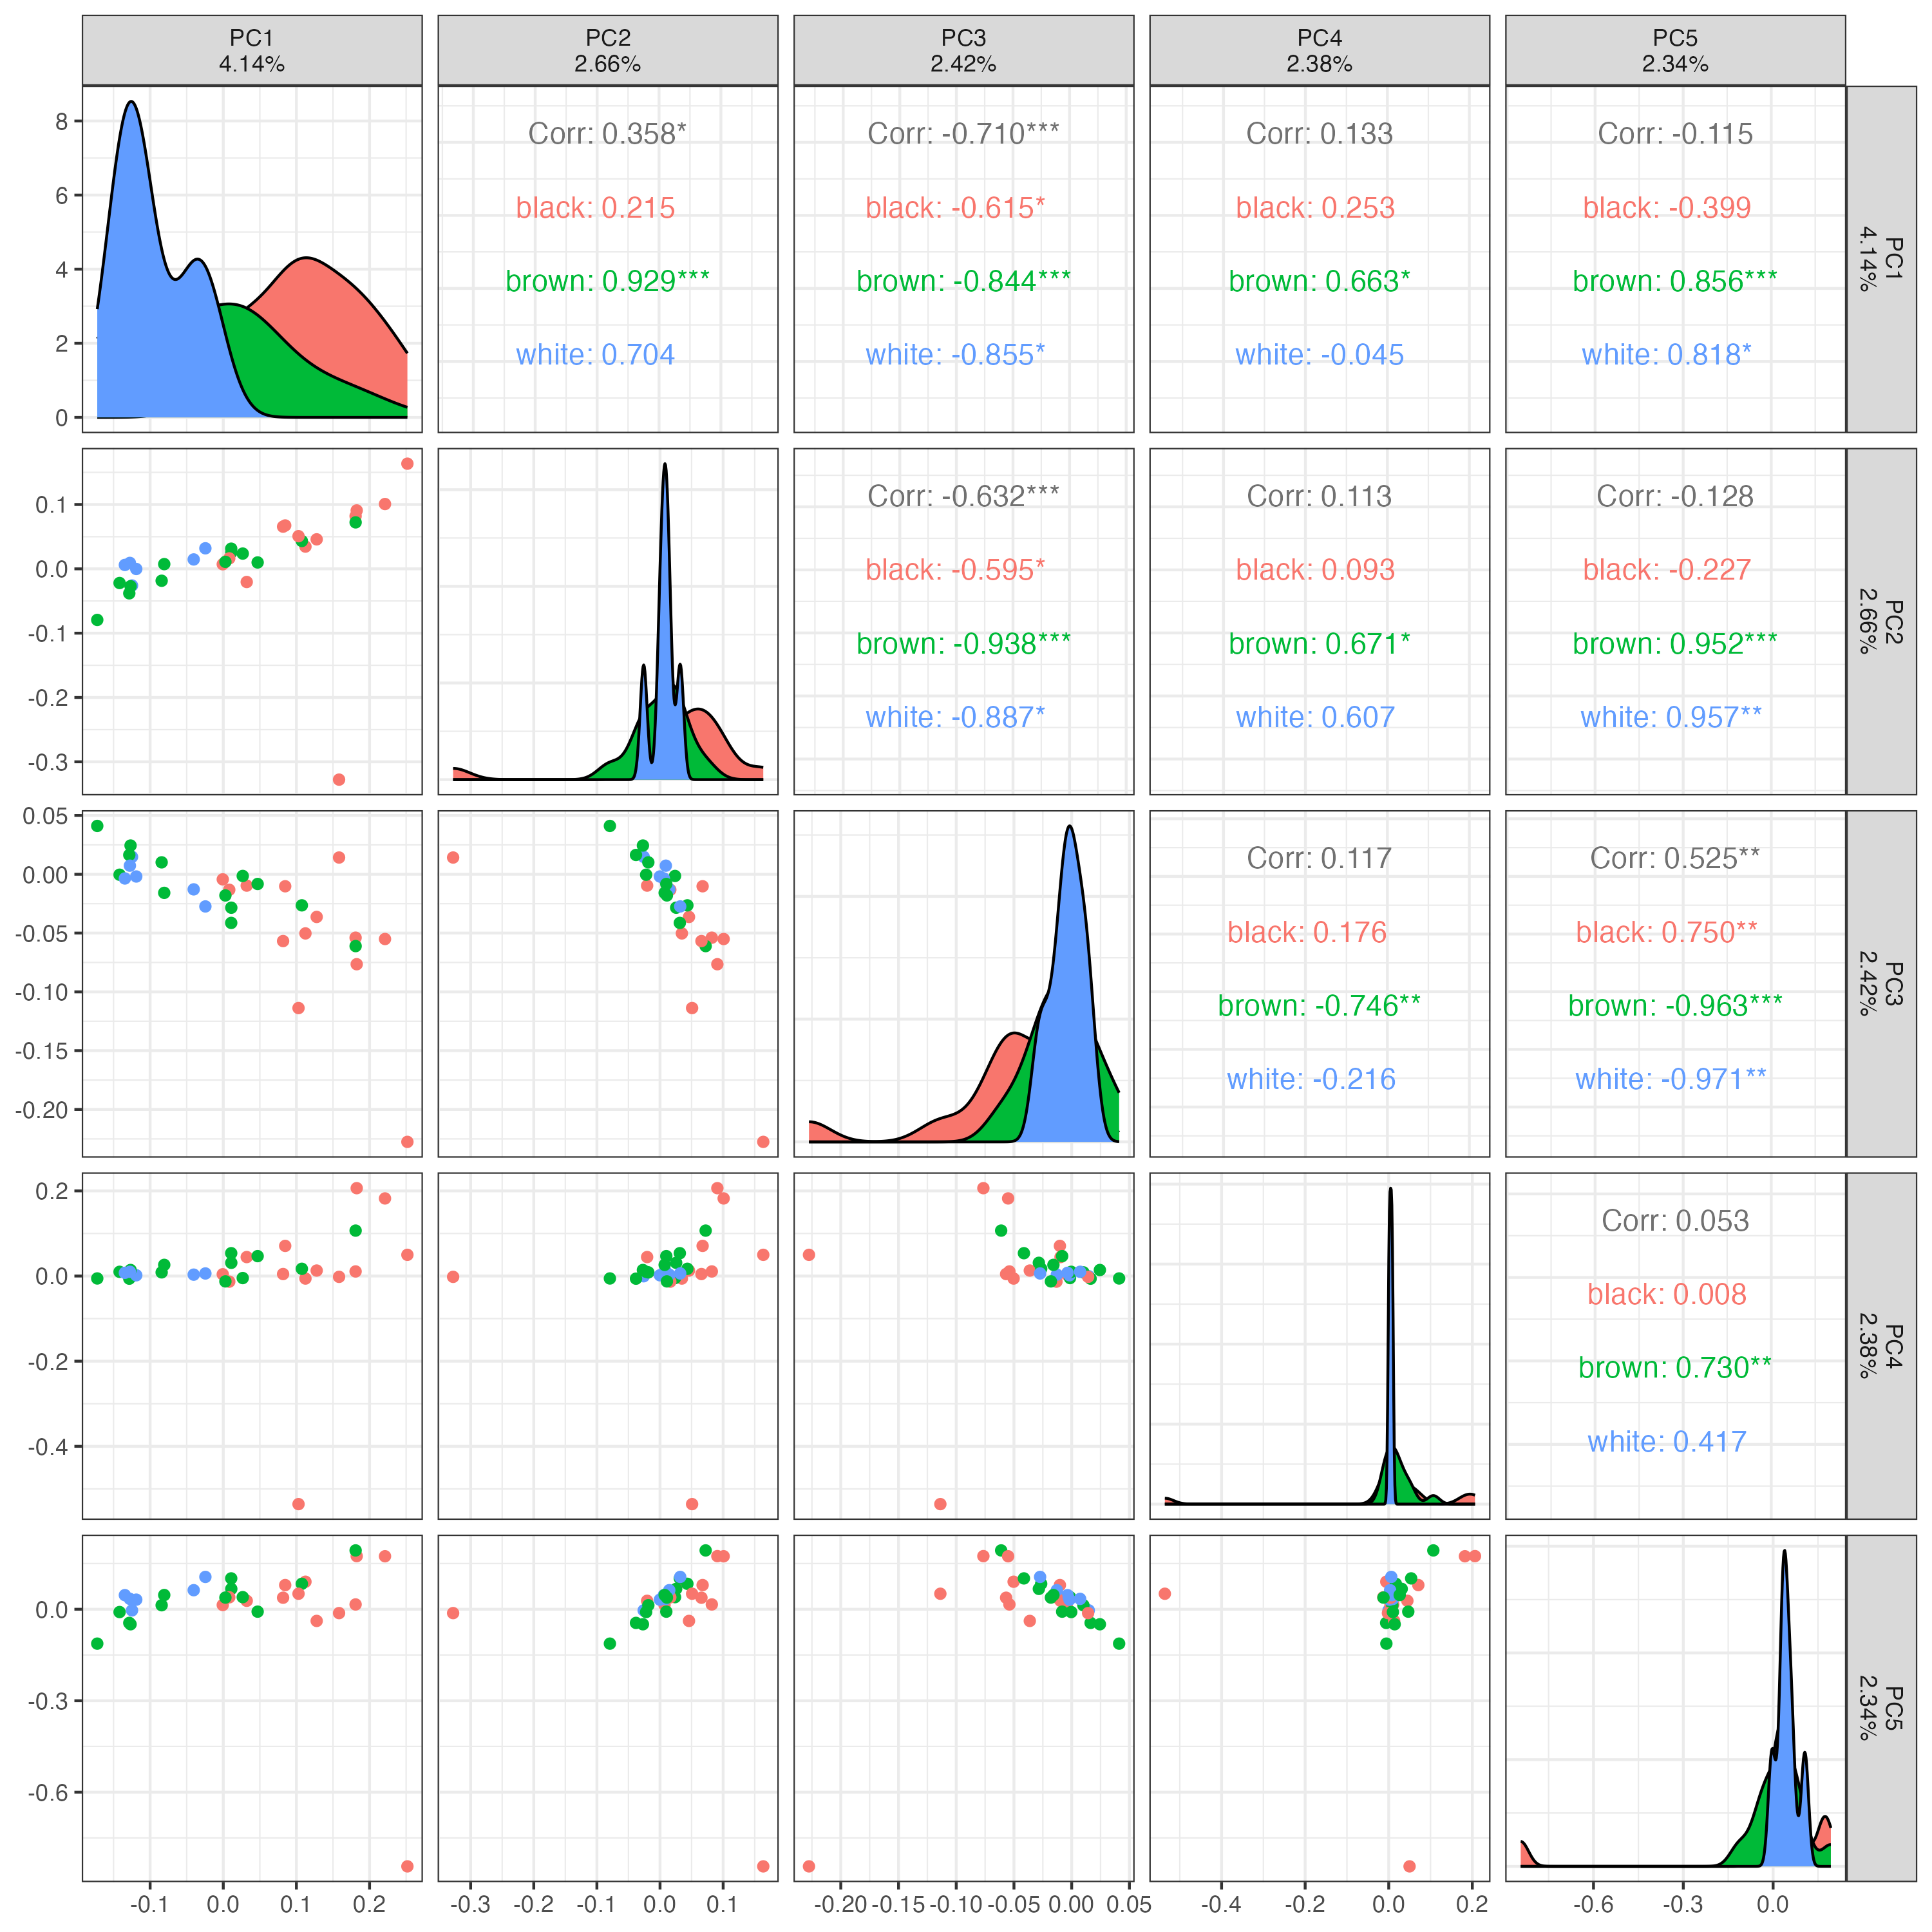 PC1
4.14%
PC2
2.66%
PC3
2.42%
PC4
2.38%
PC5
2.34%
8
6
4
2
0
Corr: 0.358*
black: 0.215
brown: 0.929***
white: 0.704
Corr: -0.710***
black: -0.615*
brown: -0.844***
white: -0.855*
Corr: 0.133
black: 0.253
brown: 0.663*
white: -0.045
Corr: -0.115
black: -0.399
brown: 0.856***
white: 0.818*
PC1
4.14%
0.1
0.0
-0.1
-0.2
-0.3
Corr: -0.632***
black: -0.595*
brown: -0.938***
white: -0.887*
Corr: 0.113
black: 0.093
brown: 0.671*
white: 0.607
Corr: -0.128
black: -0.227
brown: 0.952***
white: 0.957**
PC2
2.66%
0.05
0.00
-0.05
-0.10
-0.15
-0.20
Corr: 0.117
black: 0.176
brown: -0.746**
white: -0.216
Corr: 0.525**
black: 0.750**
brown: -0.963***
white: -0.971**
PC3
2.42%
0.2
0.0
-0.2
-0.4
Corr: 0.053
black: 0.008
brown: 0.730**
white: 0.417
PC4
2.38%
0.0
-0.3
-0.6
PC5
2.34%
-0.1 0.0 0.1 0.2
-0.3 -0.2 -0.1 0.0 0.1
-0.20 -0.15 -0.10 -0.05 0.00 0.05
-0.4 -0.2 0.0 0.2
-0.6 -0.3 0.0